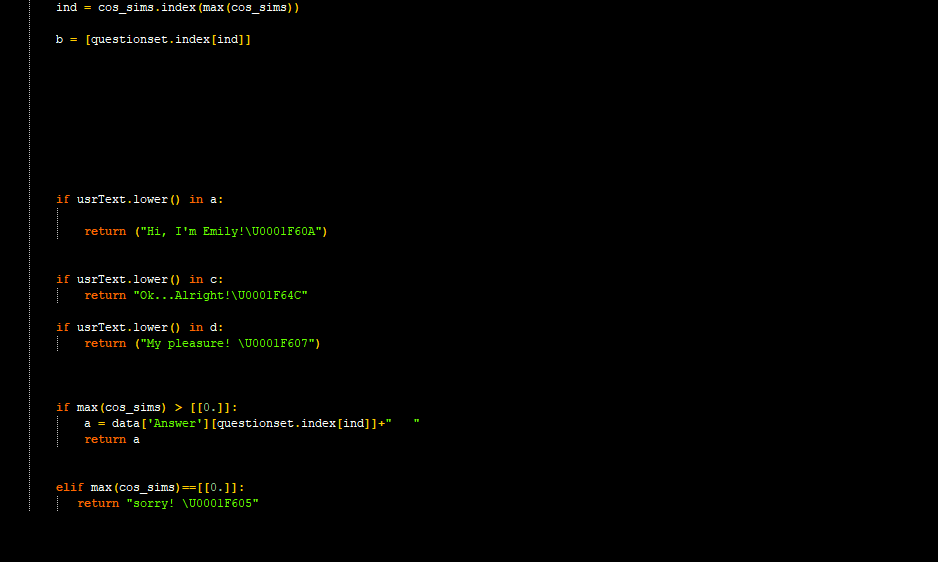 ind = cos_sims.index(max(cos_sims))
b = [questionset.index[ind]]
if usrText.lower() in a:
return ("Hi, I'm Emily!\U0001F60A")
if usrText.lower() in c:
return "Ok...Alright!\U0001F64C"
if usrText.lower() in d:
return ("My pleasure! \U0001F607")
if max(cos_sims) > [[0.]]:
a = data['Answer'][questionset.index[ind]]+"   "
return a
elif max(cos_sims)==[[0.]]:
return "sorry! \U0001F605"